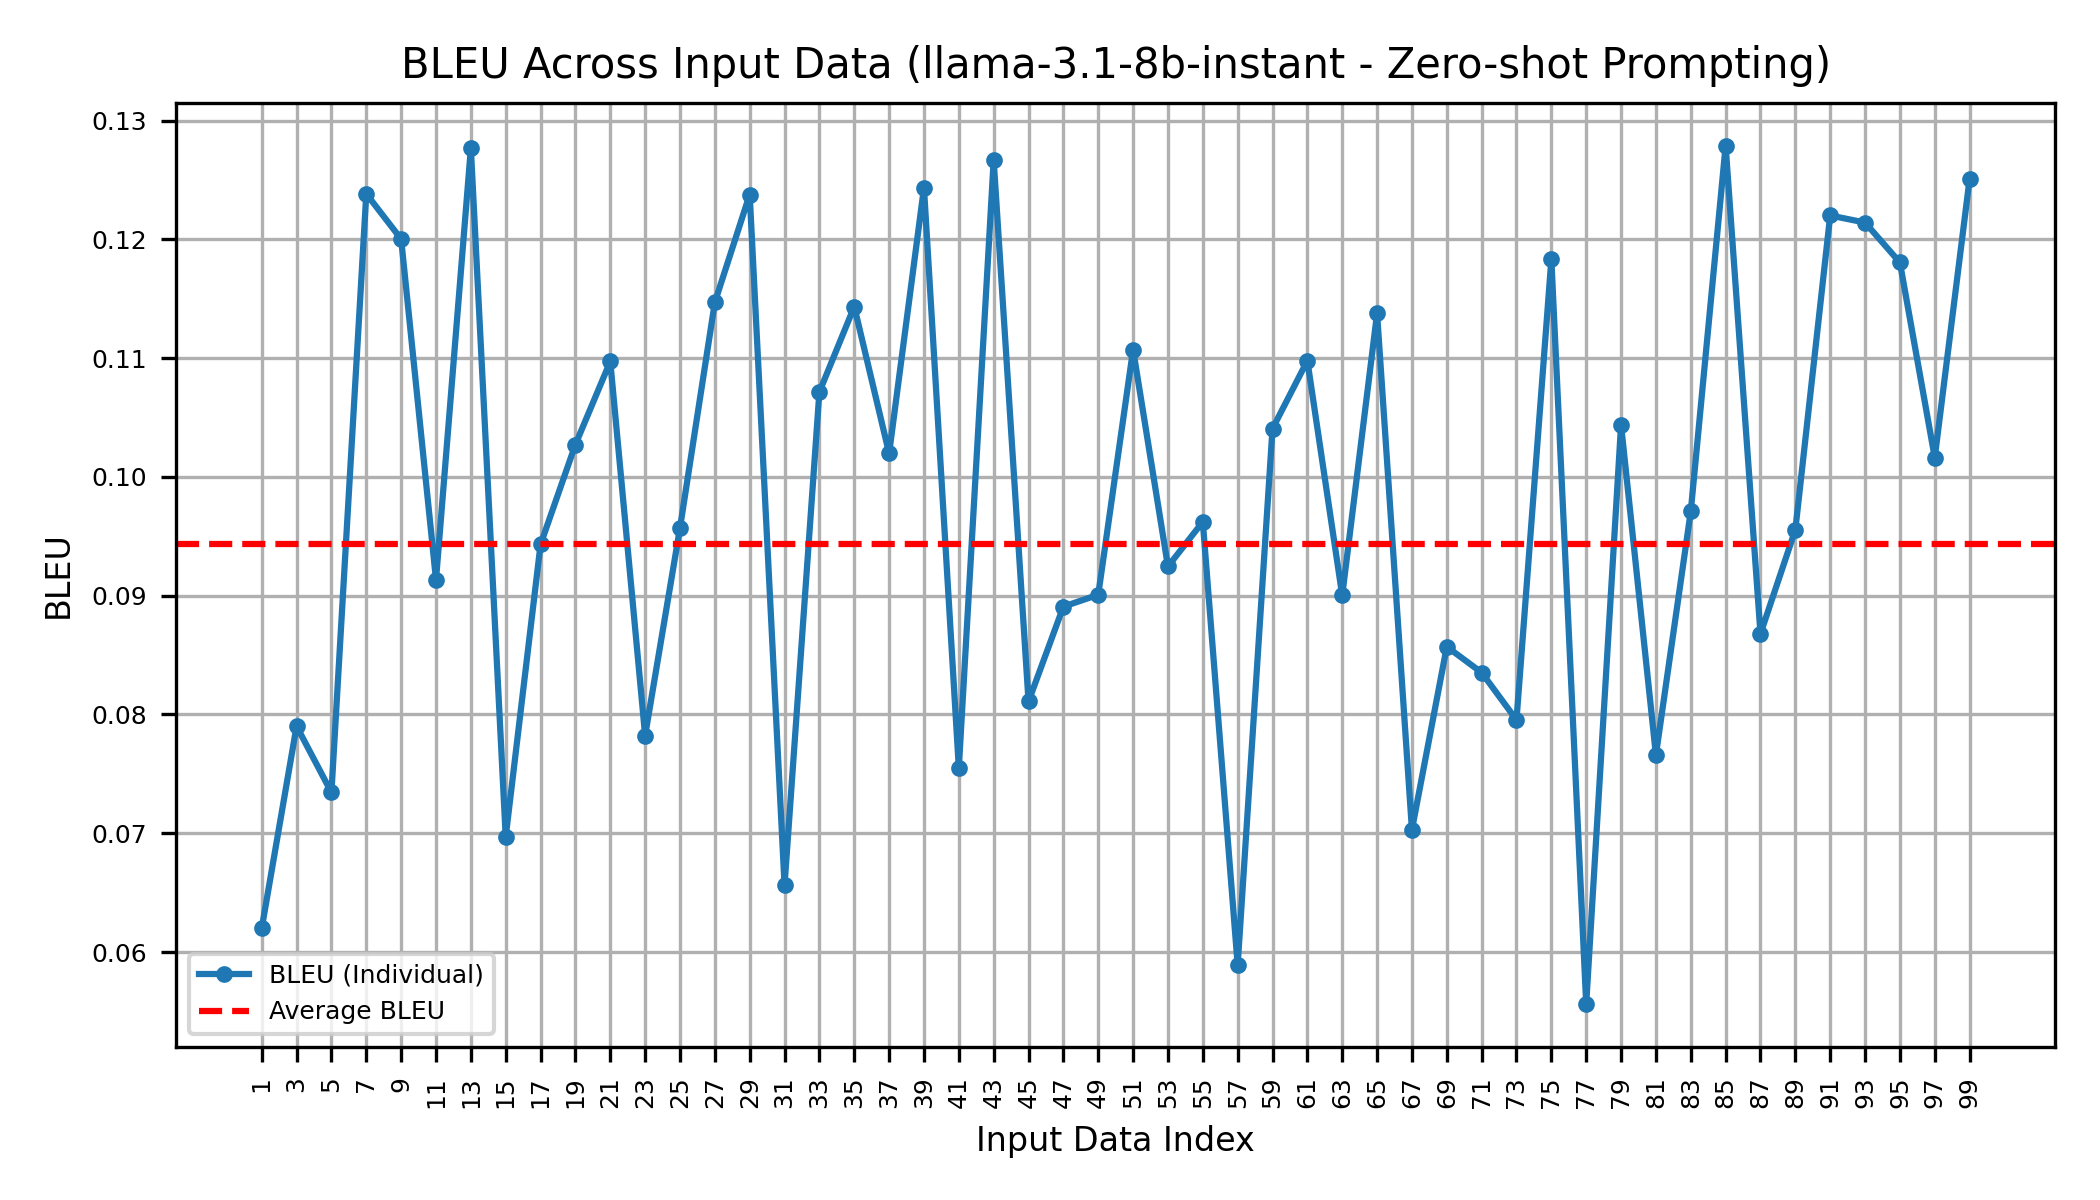 BLEU Across Input Data (llama-3.1-8b-instant - Zero-shot Prompting)
BLEU
0.13
0.12
0.11
0.10
0.09
0.08
0.07
0.06
BLEU (Individual)
Average BLEU
1 3 5 7 9 11 13 15 17 19 21 23 25 27 29 31 33 35 37 39 41 43 45 47 49 51 53 55 57 59 61 63 65 67 69 71 73 75 77 79 81 83 85 87 89 91 93 95 97 99
Input Data Index